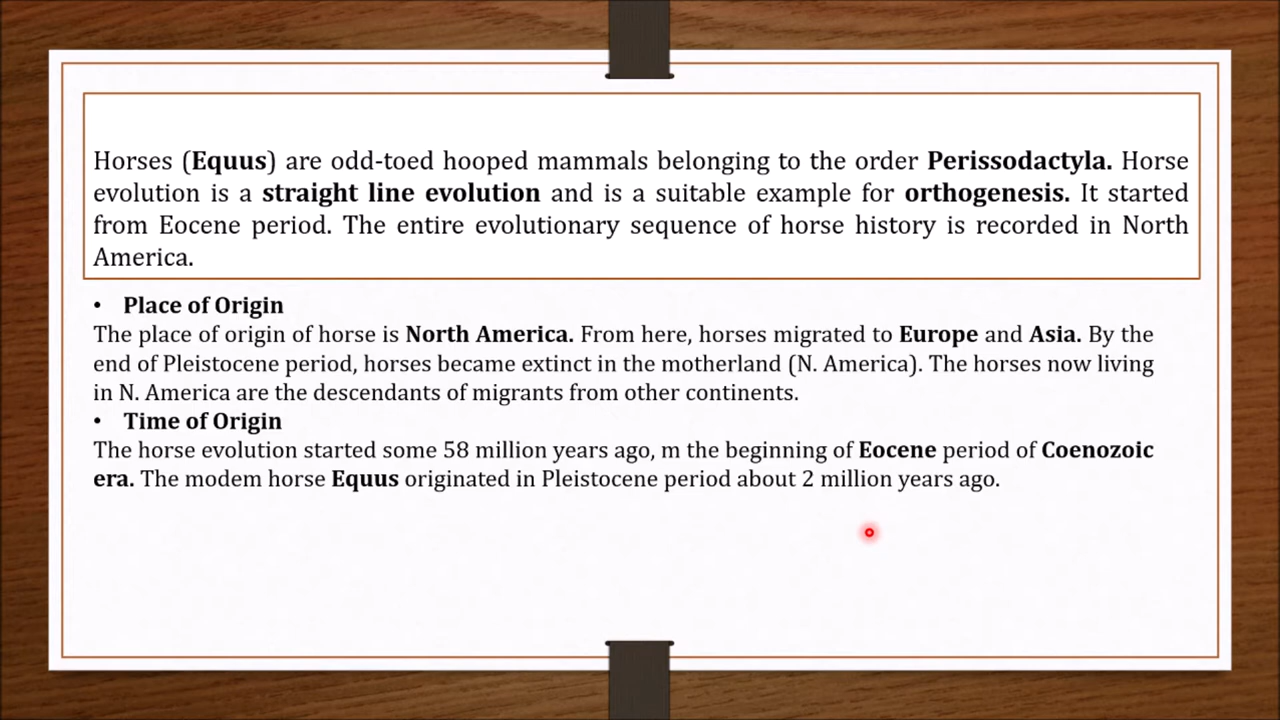 Horses (Equus) are odd-toed hooped mammals belonging to the order Perissodactyla. Horse
evolution is a straight line evolution and is a suitable example for orthogenesis. It started
from Eocene period. The entire evolutionary sequence of horse history is recorded in North
America.
• Place of Origin
The place of origin of horse is North America. From here, horses migrated to Europe and Asia. By the
end of Pleistocene period, horses became extinct in the motherland (N. America). The horses now living
in N. America are the descendants of migrants from other continents.
• Time of Origin
The horse evolution started some 58 million years ago, m the beginning of Eocene period of Coenozoic
era. The modem horse Equus originated in Pleistocene period about 2 million years ago.